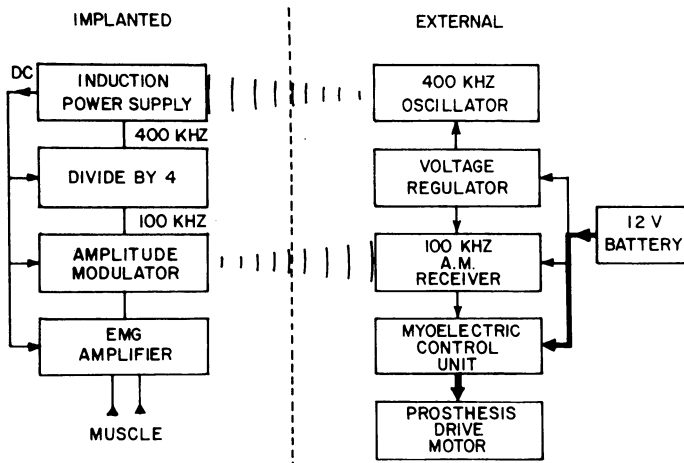 IMPLANTED
EXTERNAL
DC
INDUCTION
POWER SUPPLY
400 KHZ
OSCILLATOR
400 KHZ
DIVIDE BY 4
VOLTAGE
REGULATOR
100 KHZ
12 V
BATTERY
AMPLITUDE
MODULATOR
100 KHZ
A.M.
RECEIVER
EMG
AMPLIFIER
MYOELECTRIC
CONTROL
UNIT
MUSCLE
PROSTHESIS
DRIVE
MOTOR